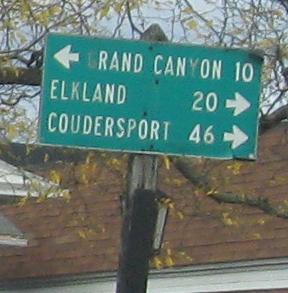 ← GRAND CANYON 10
ELKLAND 20 →
COUDERSPORT 46 →